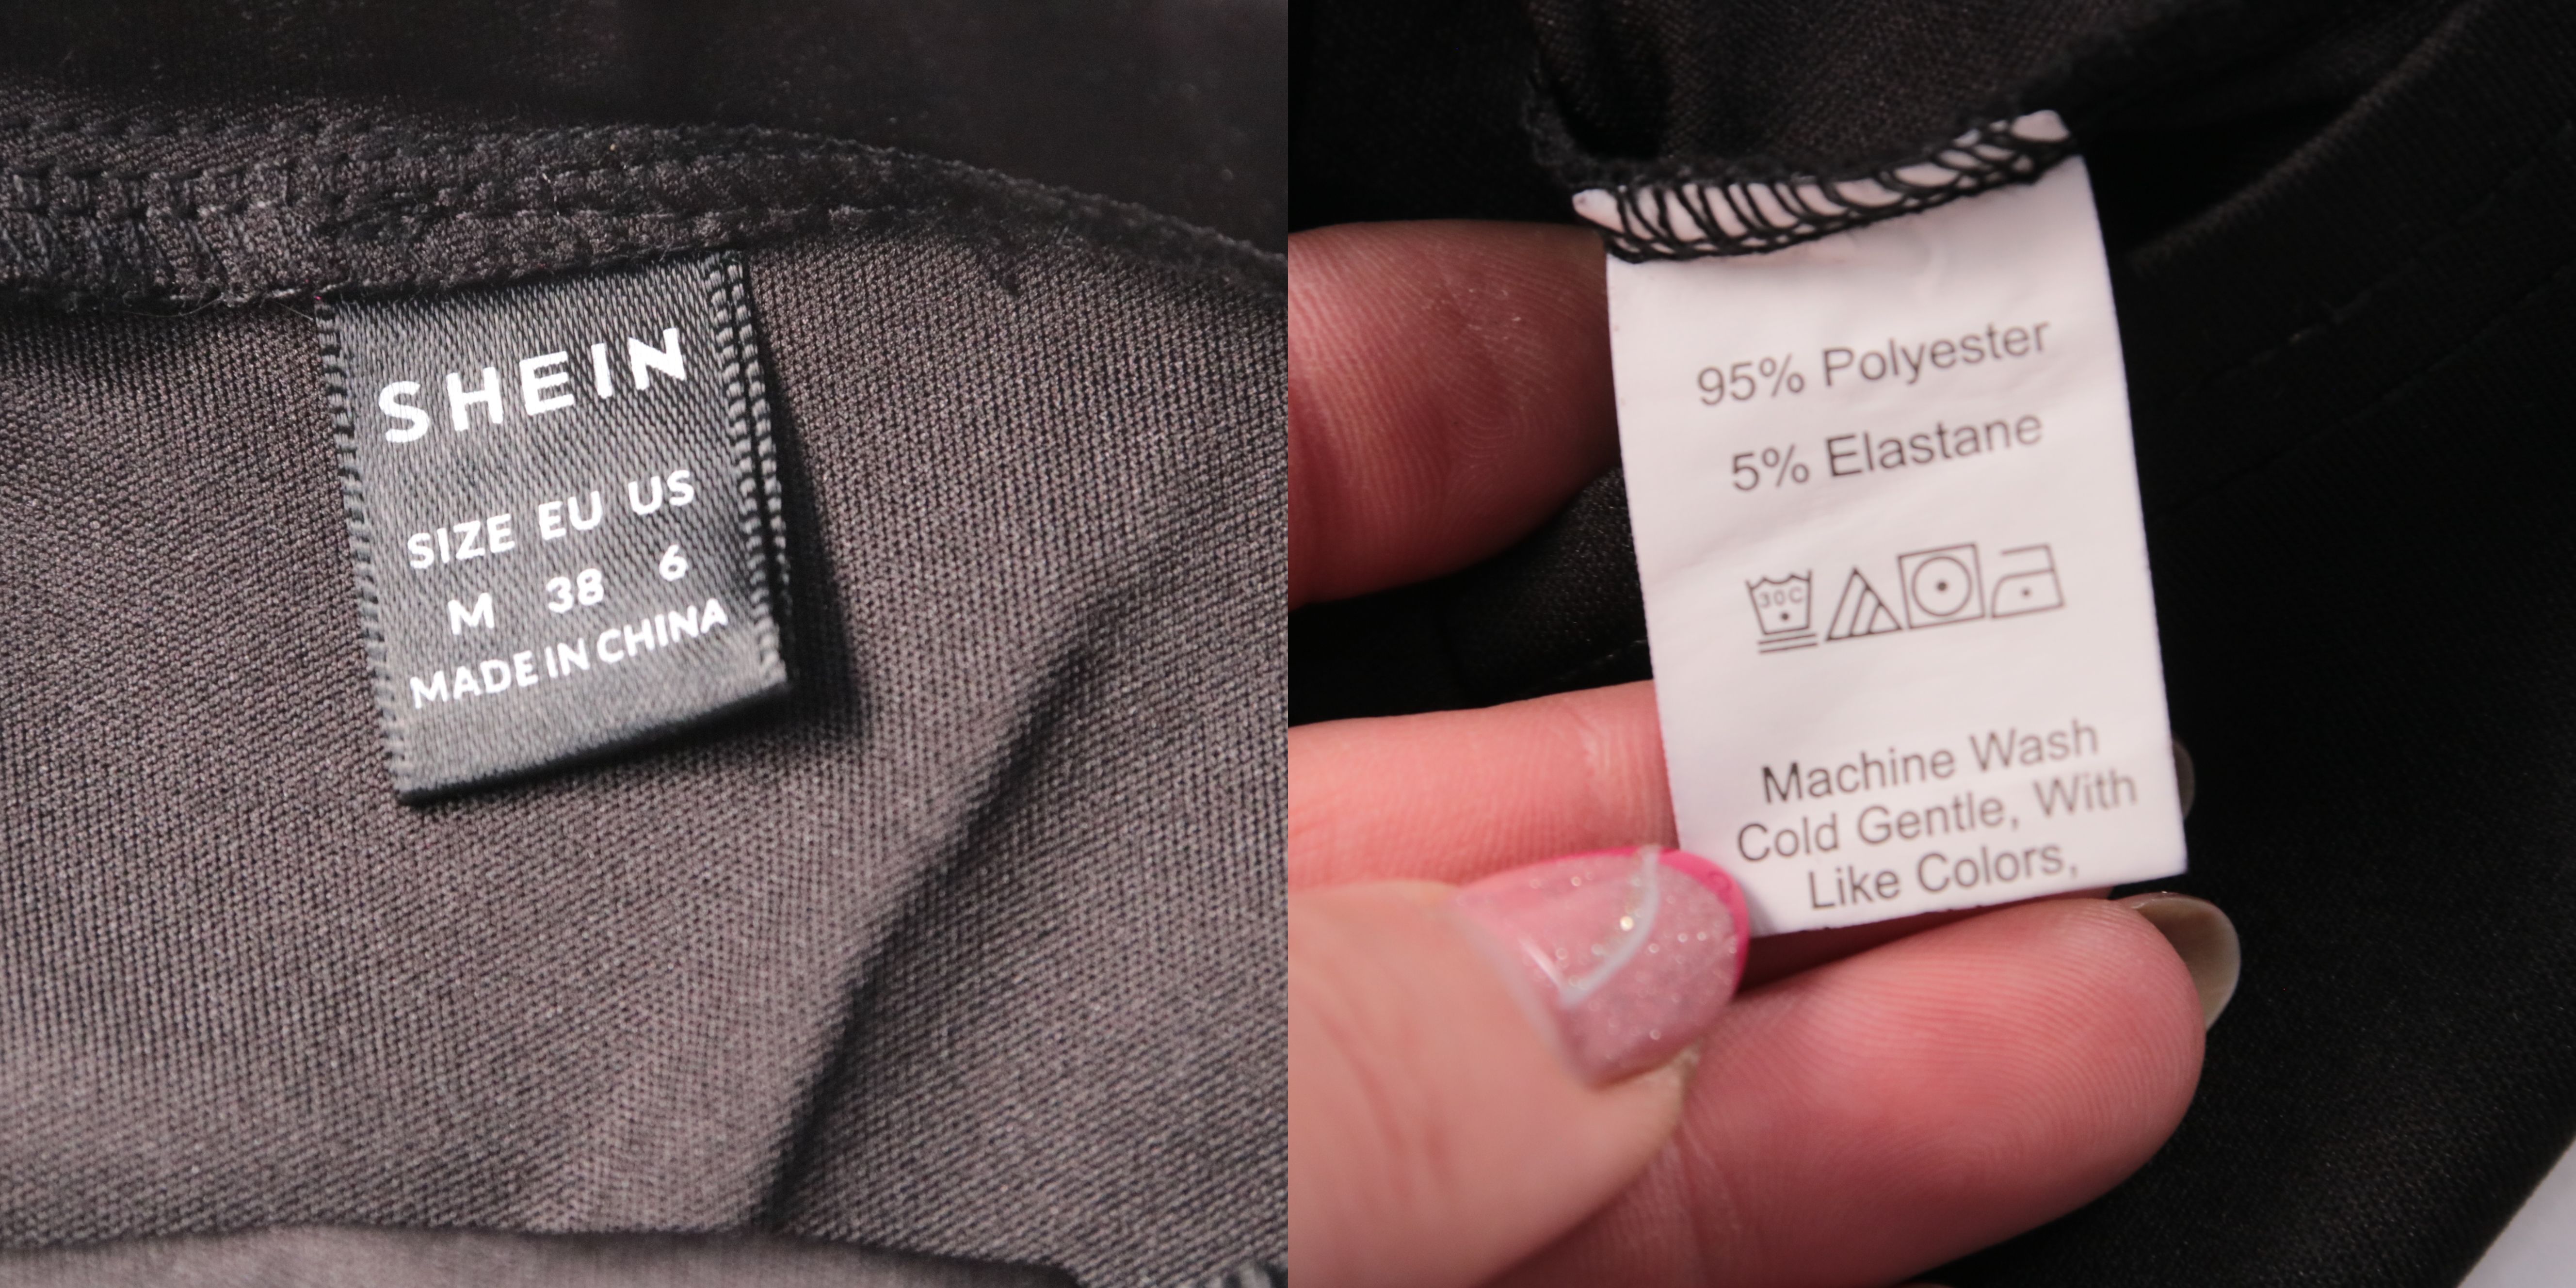 SHEIN
SIZE EU US
M 38 6
MADE IN CHINA
95% Polyester
5% Elastane
30C
Machine Wash
Cold Gentle, With
Like Colors,